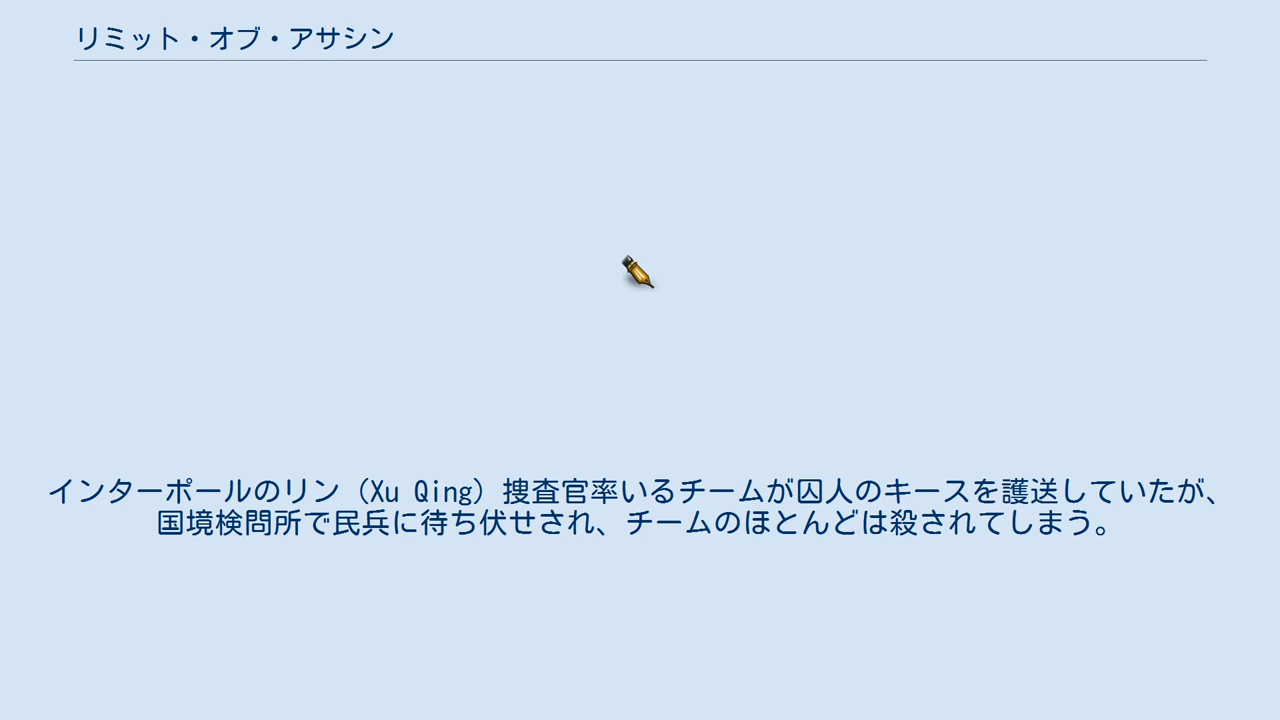 リミット・オブ・アサシン
インターポールのリン（Xu Qing）捜査官率いるチームが囚人のキースを護送していたが、
国境検問所で民兵に待ち伏せされ、チームのほとんどは殺されてしまう。